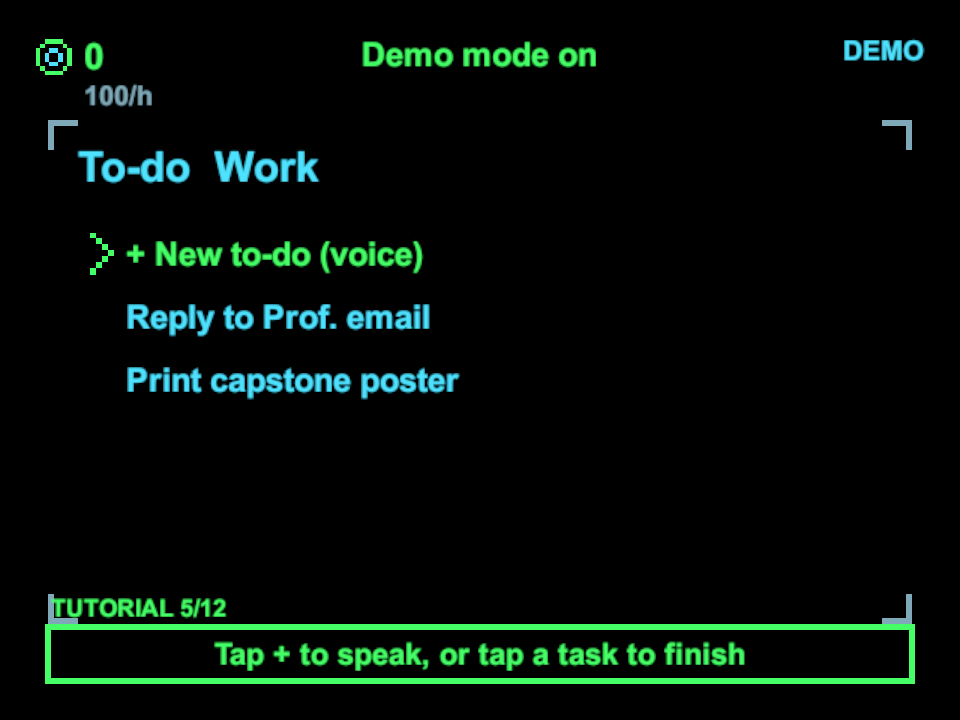 0
Demo mode on
DEMO
100/h
To-do Work
+ New to-do (voice)
Reply to Prof. email
Print capstone poster
TUTORIAL 5/12
Tap + to speak, or tap a task to finish